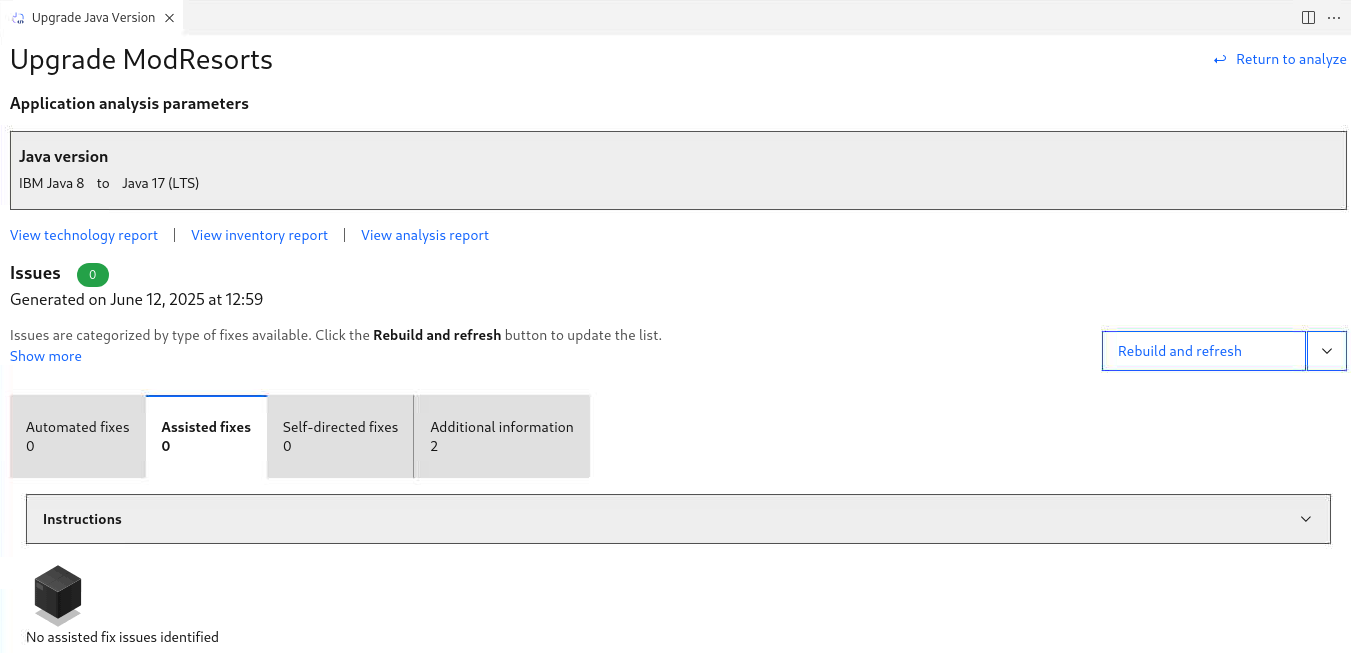 Upgrade Java Version
Upgrade ModResorts
Return to analyze
Application analysis parameters
Java version
IBM Java 8 to Java 17 (LTS)
View technology report | View inventory report | View analysis report
Issues 0
Generated on June 12, 2025 at 12:59
Issues are categorized by type of fixes available. Click the Rebuild and refresh button to update the list.
Show more
Rebuild and refresh
Automated fixes
0
Assisted fixes
0
Self-directed fixes
0
Additional information
2
Instructions
No assisted fix issues identified